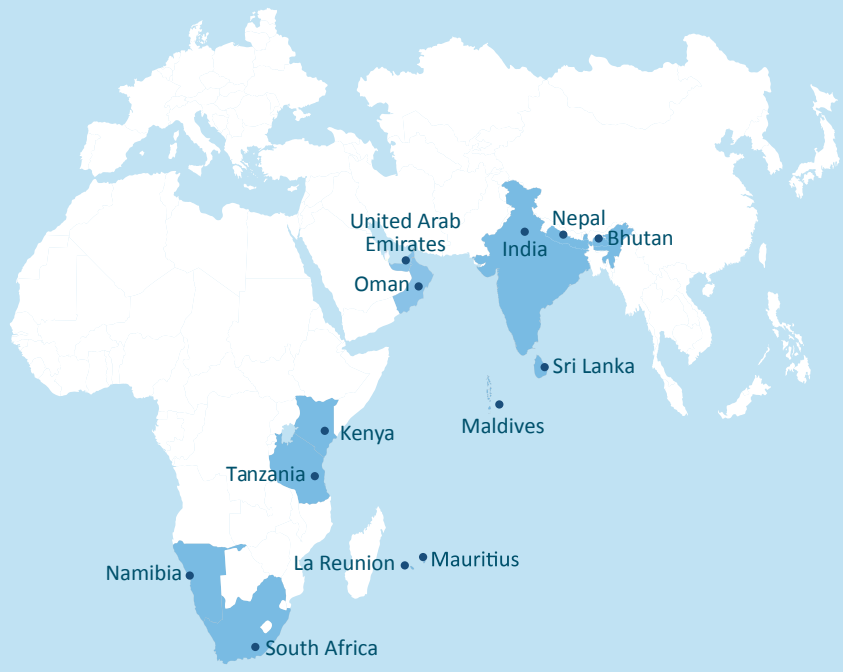 United Arab
Emirates
Oman
Nepal
Bhutan
India
Sri Lanka
Maldives
Kenya
Tanzania
Namibia
La Reunion
Mauritius
South Africa